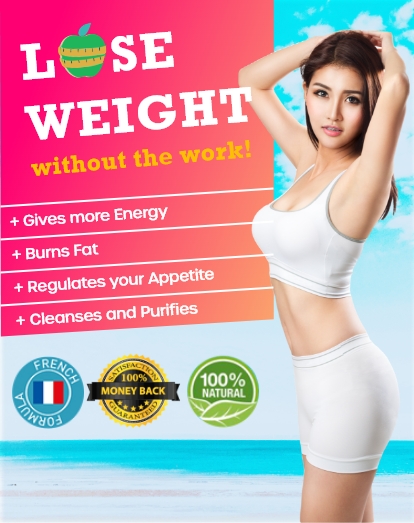 LOSE
WEIGHT
without the work!
+ Gives more Energy
+ Burns Fat
+ Regulates your Appetite
+ Cleanses and Purifies
FRENCH
FORMULA
SATISFACTION
100%
MONEY BACK
GUARANTEED
100%
NATURAL